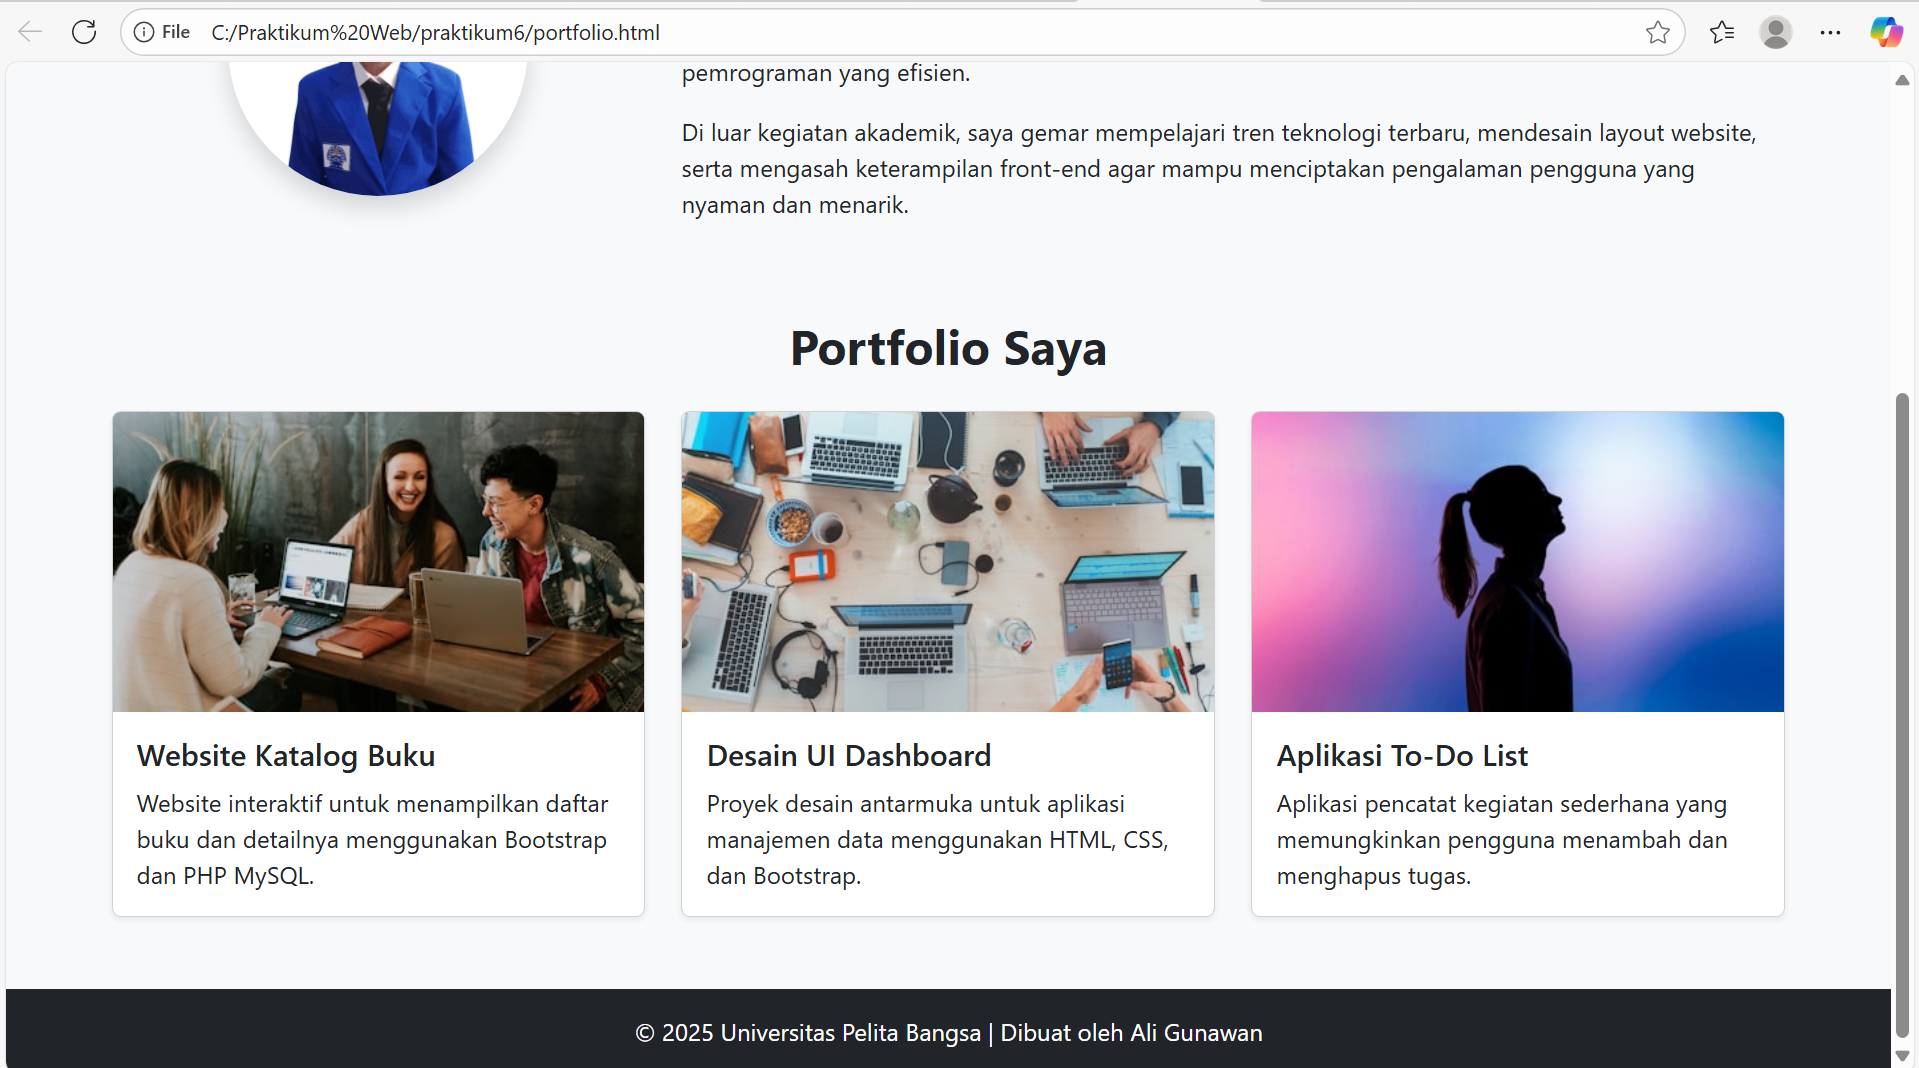 File C:/Praktikum%20Web/praktikum6/portfolio.html
pemrograman yang efisien.
Di luar kegiatan akademik, saya gemar mempelajari tren teknologi terbaru, mendesain layout website,
serta mengasah keterampilan front-end agar mampu menciptakan pengalaman pengguna yang
nyaman dan menarik.
Portfolio Saya
Website Katalog Buku
Website interaktif untuk menampilkan daftar
buku dan detailnya menggunakan Bootstrap
dan PHP MySQL.
Desain UI Dashboard
Proyek desain antarmuka untuk aplikasi
manajemen data menggunakan HTML, CSS,
dan Bootstrap.
Aplikasi To-Do List
Aplikasi pencatat kegiatan sederhana yang
memungkinkan pengguna menambah dan
menghapus tugas.
© 2025 Universitas Pelita Bangsa | Dibuat oleh Ali Gunawan